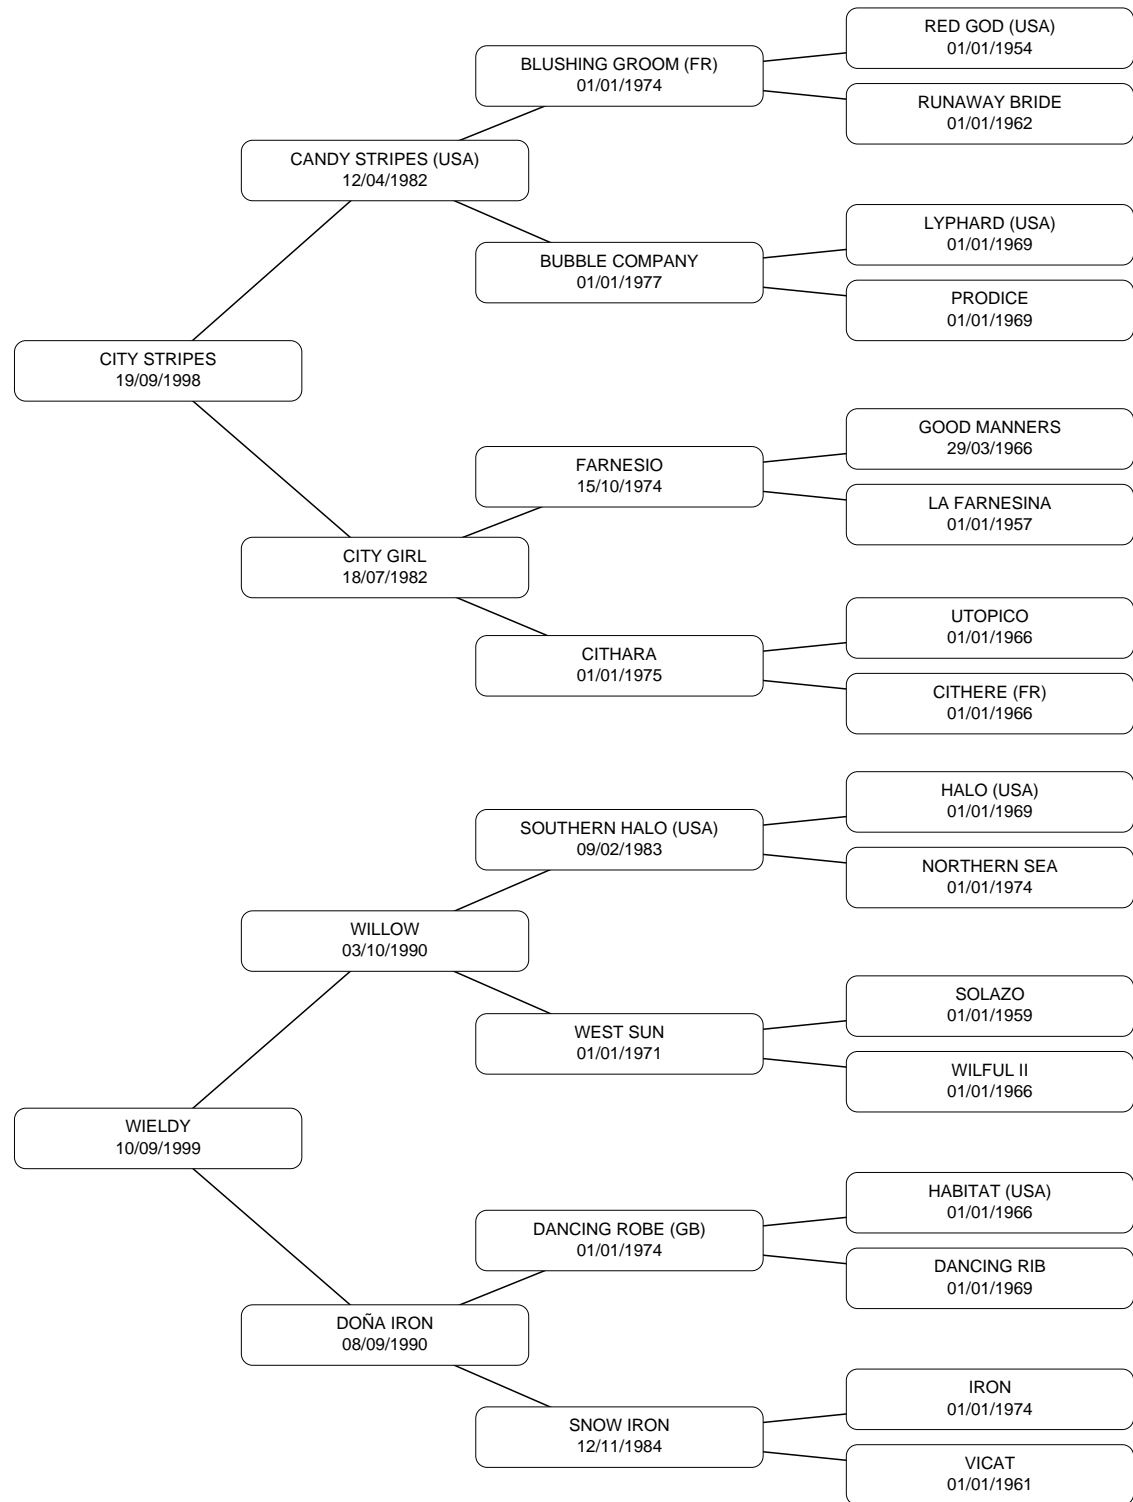 RED GOD (USA)
01/01/1954
BLUSHING GROOM (FR)
01/01/1974
RUNAWAY BRIDE
01/01/1962
CANDY STRIPES (USA)
12/04/1982
LYPHARD (USA)
01/01/1969
BUBBLE COMPANY
01/01/1977
PRODICE
01/01/1969
CITY STRIPES
19/09/1998
GOOD MANNERS
29/03/1966
FARNESIO
15/10/1974
LA FARNESINA
01/01/1957
CITY GIRL
18/07/1982
UTOPICO
01/01/1966
CITHARA
01/01/1975
CITHERE (FR)
01/01/1966
HALO (USA)
01/01/1969
SOUTHERN HALO (USA)
09/02/1983
NORTHERN SEA
01/01/1974
WILLOW
03/10/1990
SOLAZO
01/01/1959
WEST SUN
01/01/1971
WILFUL II
01/01/1966
WIELDY
10/09/1999
HABITAT (USA)
01/01/1966
DANCING ROBE (GB)
01/01/1974
DANCING RIB
01/01/1969
DOÑA IRON
08/09/1990
IRON
01/01/1974
SNOW IRON
12/11/1984
VICAT
01/01/1961